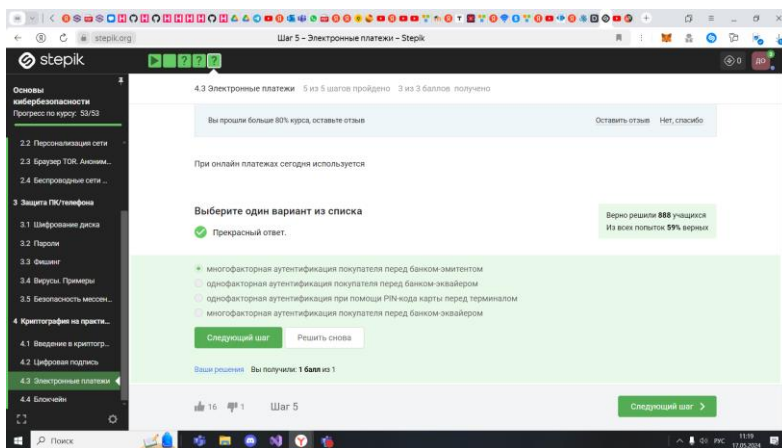 stepik.org
Шаг 5 – Электронные платежи – Stepik
stepik
0
ДО
Основы
кибербезопасности
Прогресс по курсу: 53/53
4.3 Электронные платежи 5 из 5 шагов пройдено 3 из 3 баллов получено
Вы прошли больше 80% курса, оставьте отзыв
Оставить отзыв Нет, спасибо
2.2 Персонализация сети
2.3 Браузер TOR. Аноним...
2.4 Беспроводные сети ...
3 Защита ПК/телефона
3.1 Шифрование диска
3.2 Пароли
3.3 Фишинг
3.4 Вирусы. Примеры
3.5 Безопасность мессен...
4 Криптография на практи...
4.1 Введение в криптогр...
4.2 Цифровая подпись
4.3 Электронные платежи
4.4 Блокчейн
При онлайн платежах сегодня используется
Выберите один вариант из списка
Прекрасный ответ.
Верно решили 888 учащихся
Из всех попыток 59% верных
многофакторная аутентификация покупателя перед банком-эмитентом
однофакторная аутентификация покупателя перед банком-эквайером
однофакторная аутентификация при помощи PIN-кода карты перед терминалом
многофакторная аутентификация покупателя перед банком-эквайером
Следующий шаг
Решить снова
Ваши решения Вы получили: 1 балл из 1
16 1 Шаг 5
Следующий шаг
Поиск
РУС
11:19
17.05.2024